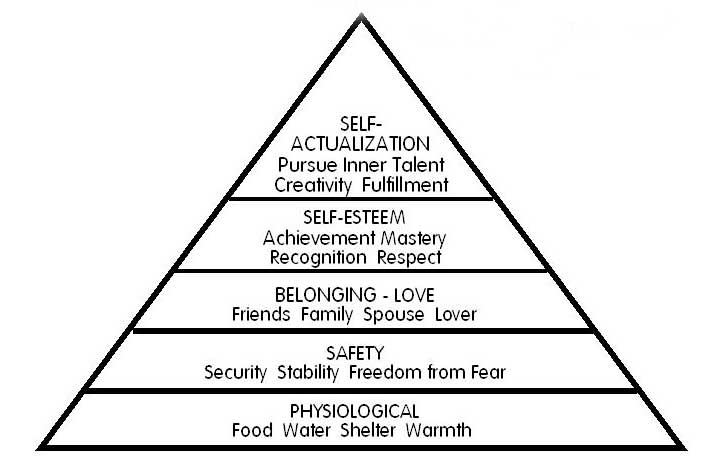 SELF-
ACTUALIZATION
Pursue Inner Talent
Creativity Fulfillment
SELF-ESTEEM
Achievement Mastery
Recognition Respect
BELONGING - LOVE
Friends Family Spouse Lover
SAFETY
Security Stability Freedom from Fear
PHYSIOLOGICAL
Food Water Shelter Warmth